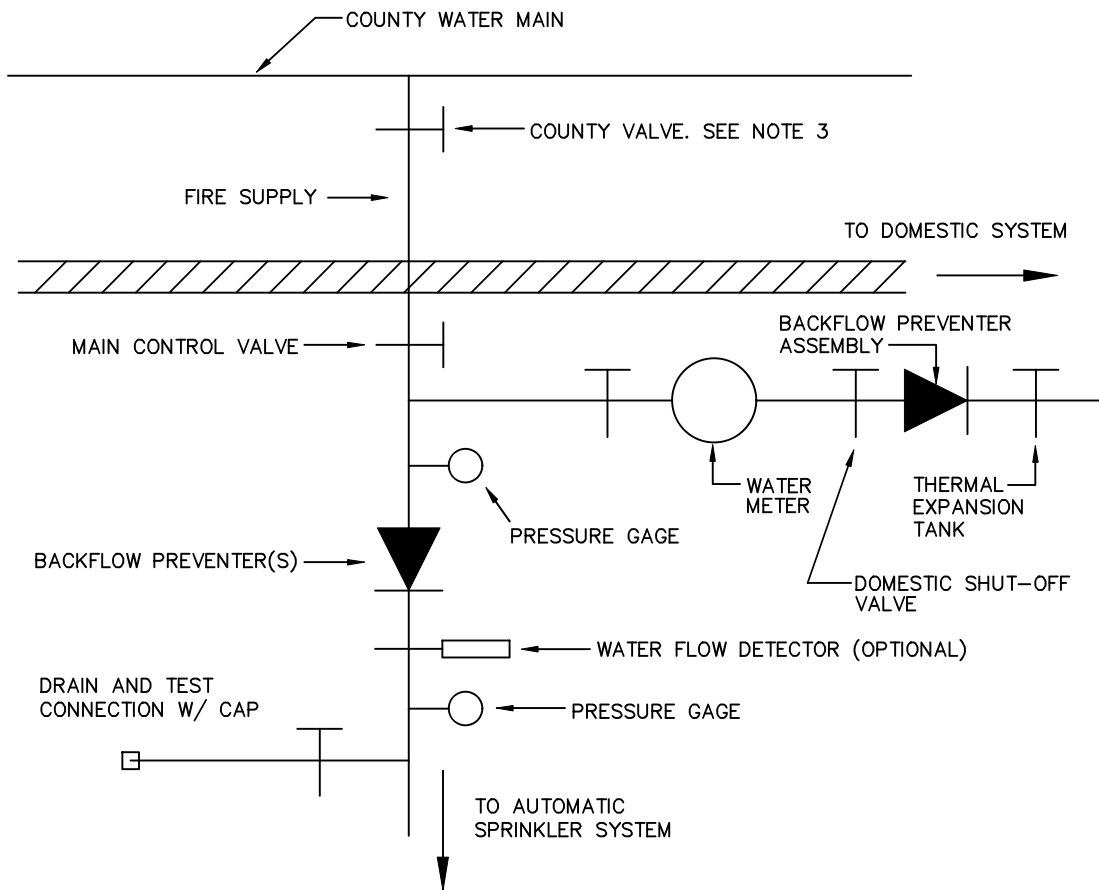 COUNTY WATER MAIN
COUNTY VALVE. SEE NOTE 3
FIRE SUPPLY
TO DOMESTIC SYSTEM
MAIN CONTROL VALVE
BACKFLOW PREVENTER
ASSEMBLY
WATER
METER
THERMAL
EXPANSION
TANK
PRESSURE GAGE
BACKFLOW PREVENTER(S)
DOMESTIC SHUT-OFF
VALVE
WATER FLOW DETECTOR (OPTIONAL)
DRAIN AND TEST
CONNECTION W/ CAP
PRESSURE GAGE
TO AUTOMATIC
SPRINKLER SYSTEM